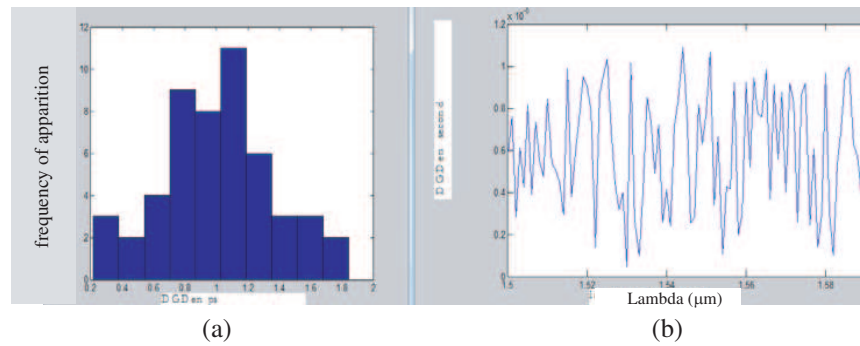 frequency of apparition
12
10
8
6
4
2
0
0.2 0.4 0.6 0.8 1 1.2 1.4 1.6 1.8 2
DGD en ps
(a)
DGD en second
1.2
1
0.8
0.6
0.4
0.2
0
1.5 1.52 1.54 1.56 1.58
Lambda (μm)
(b)